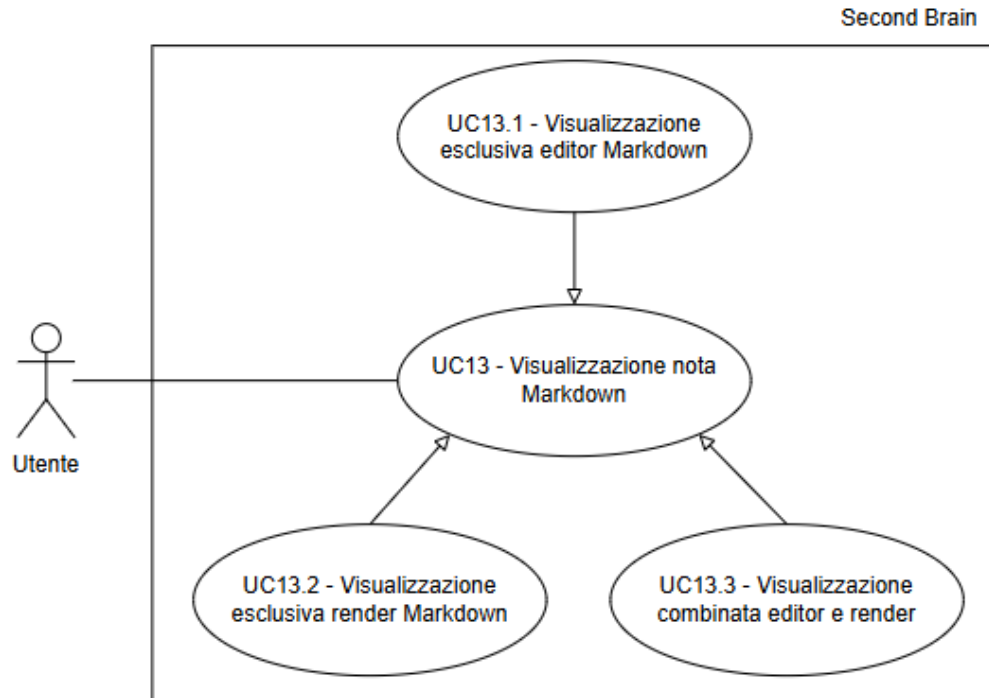 Second Brain
UC13.1 - Visualizzazione
esclusiva editor Markdown
UC13 - Visualizzazione nota
Markdown
Utente
UC13.2 - Visualizzazione
esclusiva render Markdown
UC13.3 - Visualizzazione
combinata editor e render